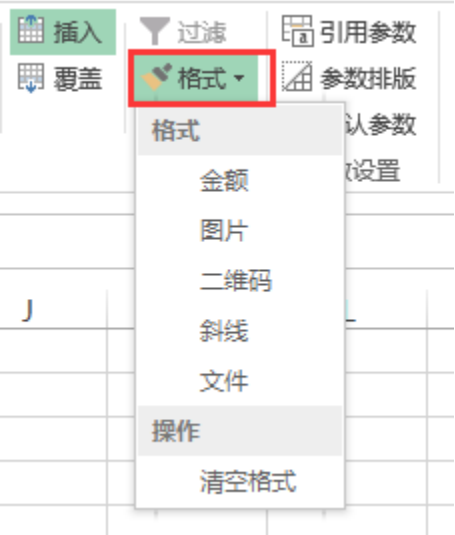 插入
过滤
引用参数
覆盖
格式
参数排版
认参数
设置
格式
金额
图片
二维码
斜线
文件
操作
清空格式
J